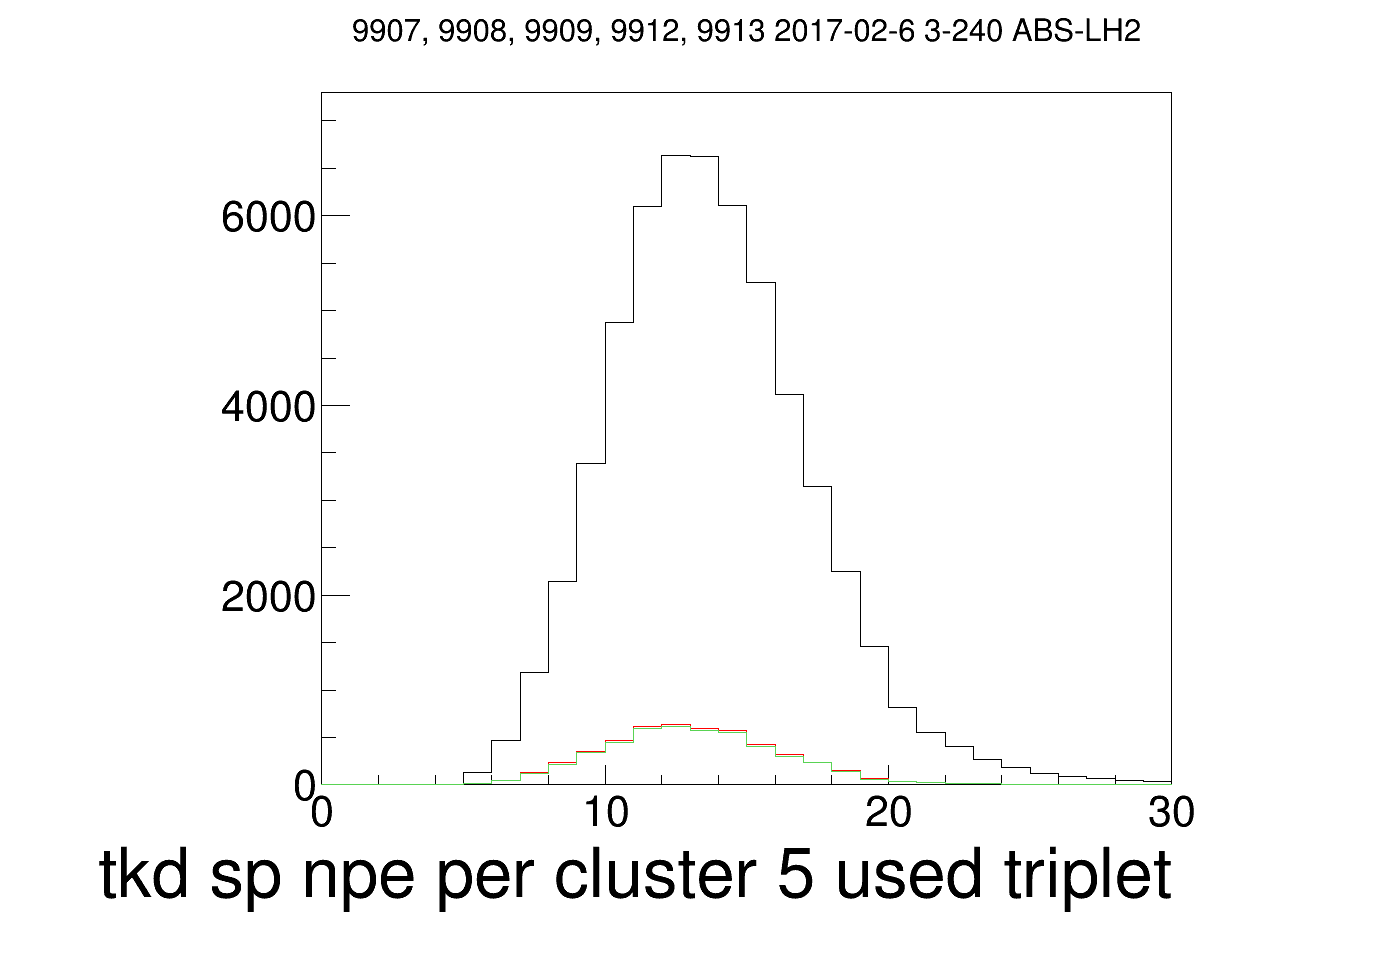 9907, 9908, 9909, 9912, 9913 2017-02-6 3-240 ABS-LH2
6000
4000
2000
0
0 10 20 30
tkd sp npe per cluster 5 used triplet